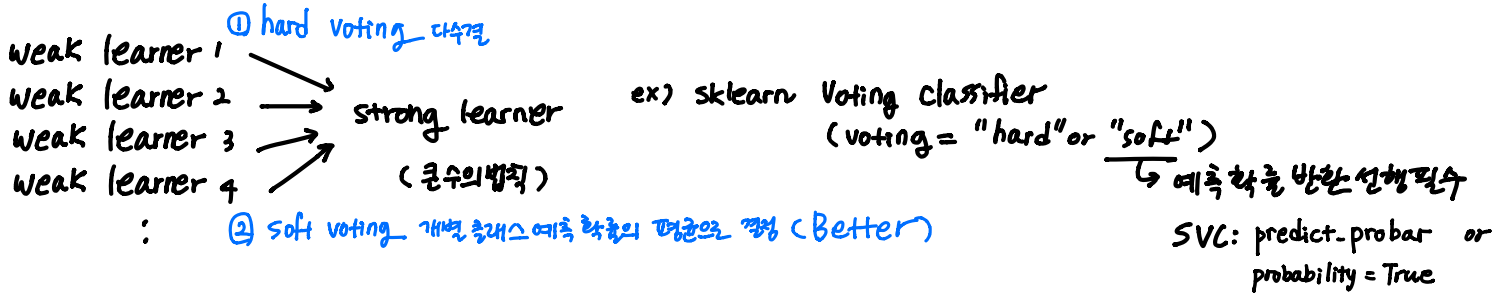 ① hard voting 다수결
weak learner 1
weak learner 2
weak learner 3
weak learner 4
:
strong learner
(큰수의법칙)
② soft voting 개별 클래스 예측 확률의 평균으로 결정 (Better)
ex) sklearn Voting Classifier
(voting = "hard" or "soft")
↳ 예측 확률 반환 선행필수
SVC: predict_probar or
probability = True